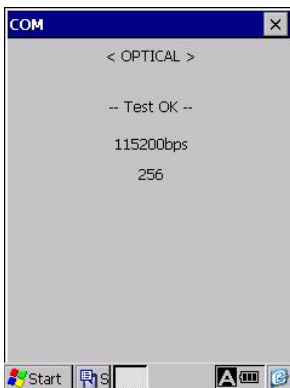 COM
< OPTICAL >
-- Test OK --
115200bps
256
Start
S
A